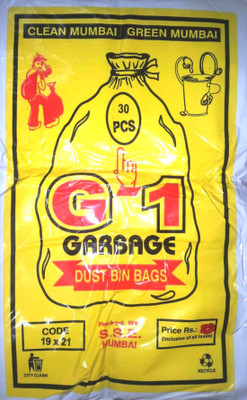 CLEAN MUMBAI GREEN MUMBAI
30
PCS
G-1
GARBAGE
DUST BIN BAGS
CODE
19 x 21
Packed By
S.S.E.
MUMBAI
Price Rs.:
(Inclusive of all taxes)
CITY CLEAN
RECYCLE